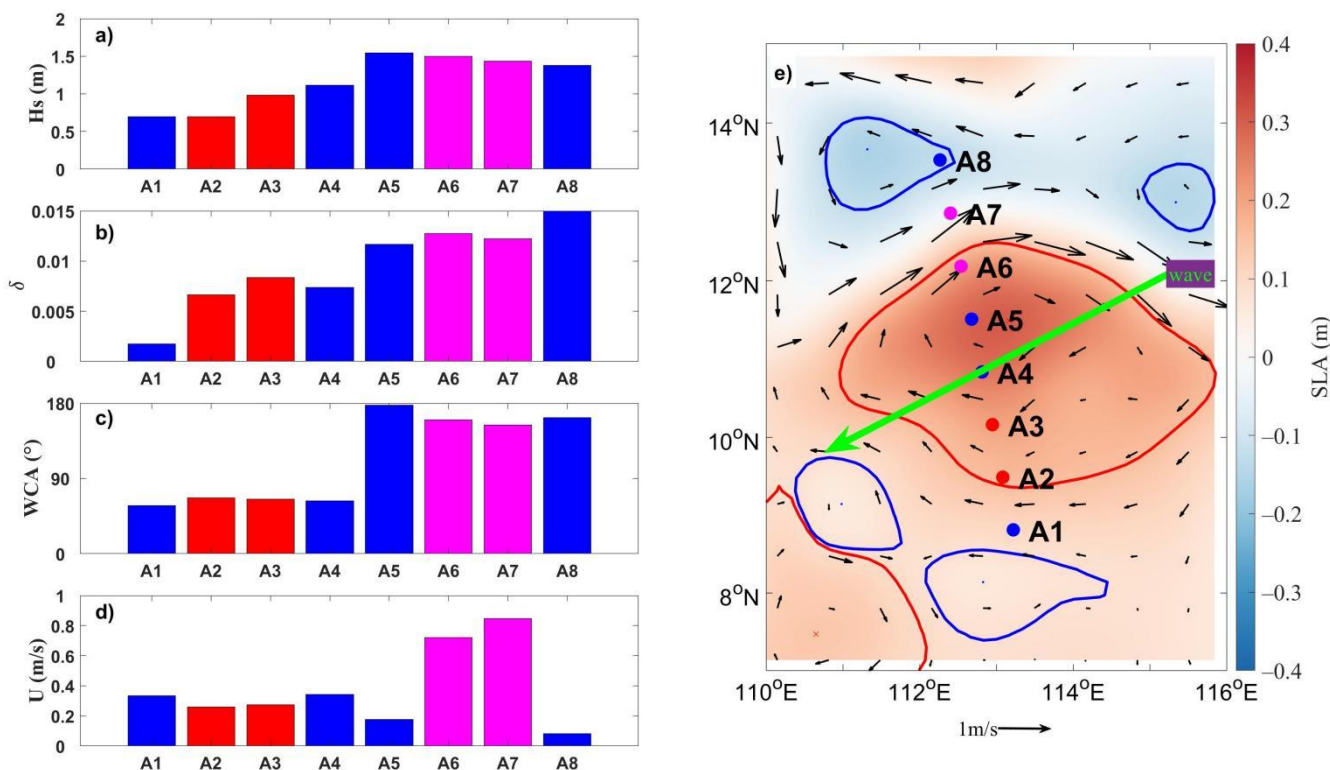 a)
Hs (m)
2
1.5
1
0.5
0
A1 A2 A3 A4 A5 A6 A7 A8
b)
δ
0.015
0.01
0.005
0
A1 A2 A3 A4 A5 A6 A7 A8
c)
WCA (°)
180
90
0
A1 A2 A3 A4 A5 A6 A7 A8
d)
U (m/s)
1
0.8
0.6
0.4
0.2
0
A1 A2 A3 A4 A5 A6 A7 A8
e)
14°N
12°N
10°N
8°N
A8
A7
A6
wave
A5
A4
A3
A2
A1
110°E 112°E 114°E 116°E
1m/s
0.4
0.3
0.2
0.1
0
−0.1
−0.2
−0.3
−0.4
SLA (m)